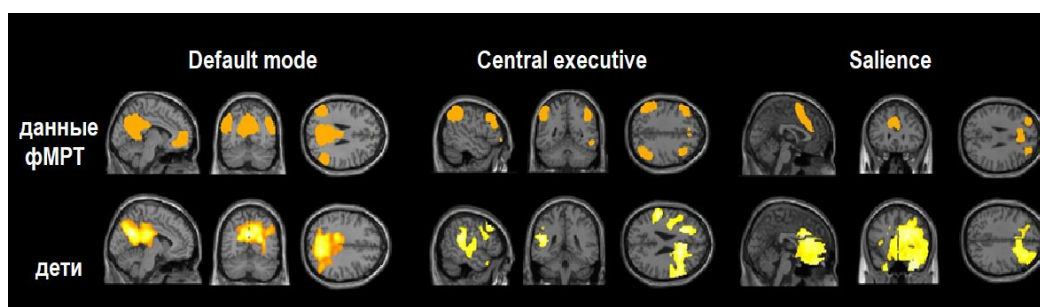 Default mode
Central executive
Salience
данные
фМРТ
дети